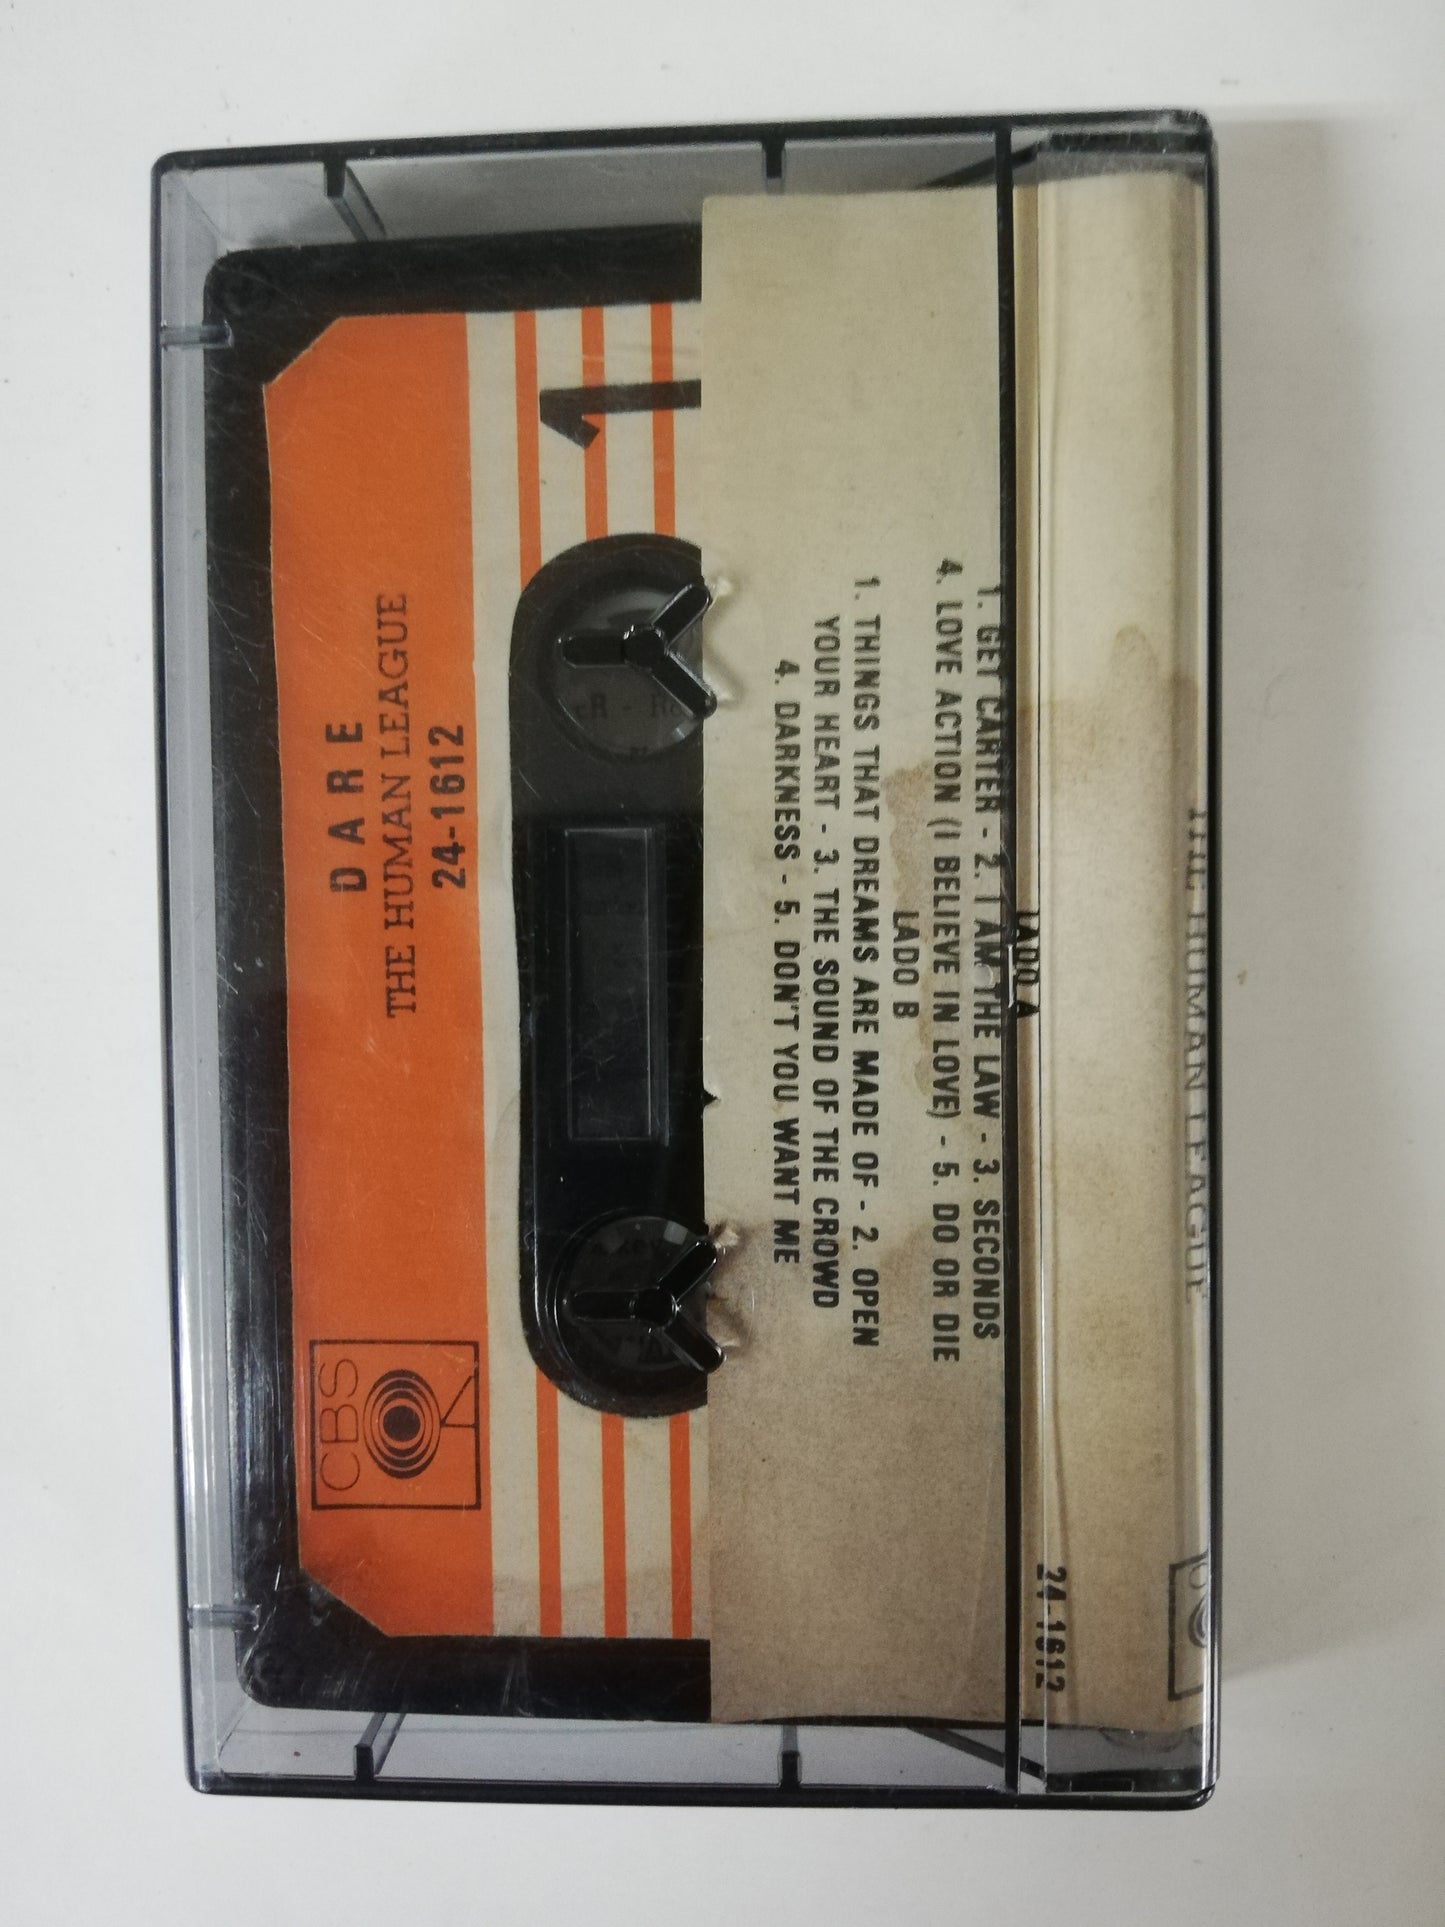 DARE
THE HUMAN LEAGUE
24-1612
1
CBS
LADO A
1. GET CARTER - 2. I AM THE LAW - 3. SECONDS
4. LOVE ACTION (I BELIEVE IN LOVE) - 5. DO OR DIE
LADO B
1. THINGS THAT DREAMS ARE MADE OF - 2. OPEN
YOUR HEART - 3. THE SOUND OF THE CROWD
4. DARKNESS - 5. DON'T YOU WANT ME
24-1612
THE HUMAN LEAGUE